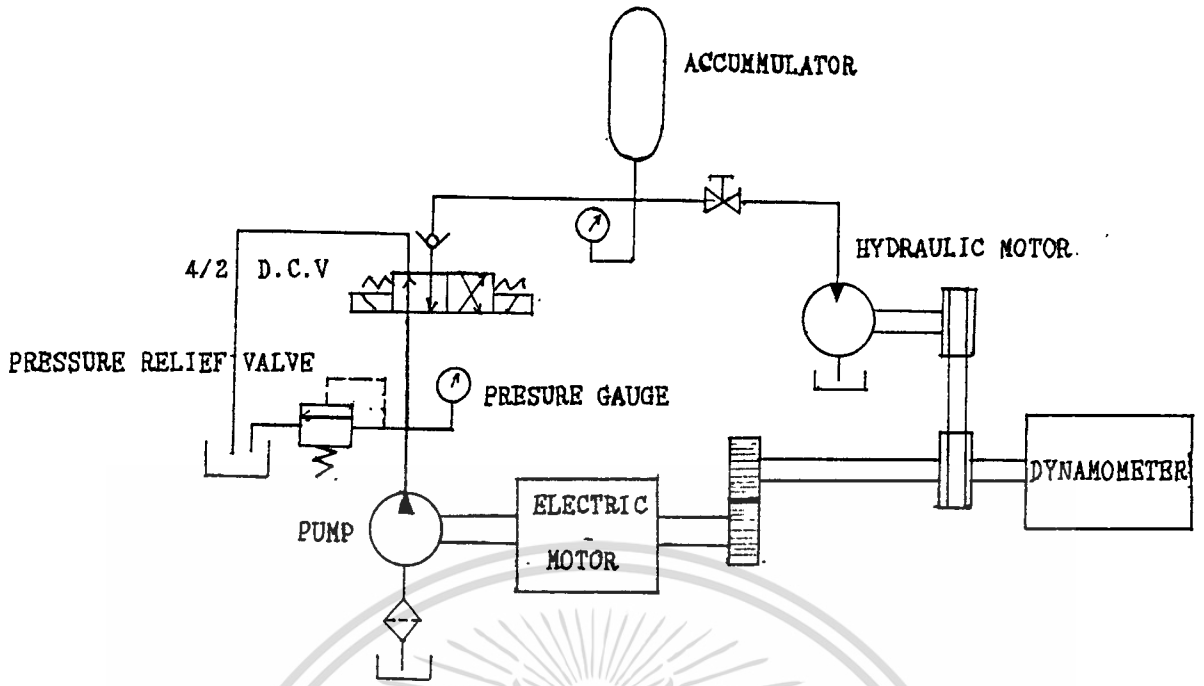 ACCUMMULATOR
HYDRAULIC MOTOR.
4/2 D.C.V
PRESSURE RELIEF VALVE
PRESURE GAUGE
PUMP
ELECTRIC
-
MOTOR
DYNAMOMETER